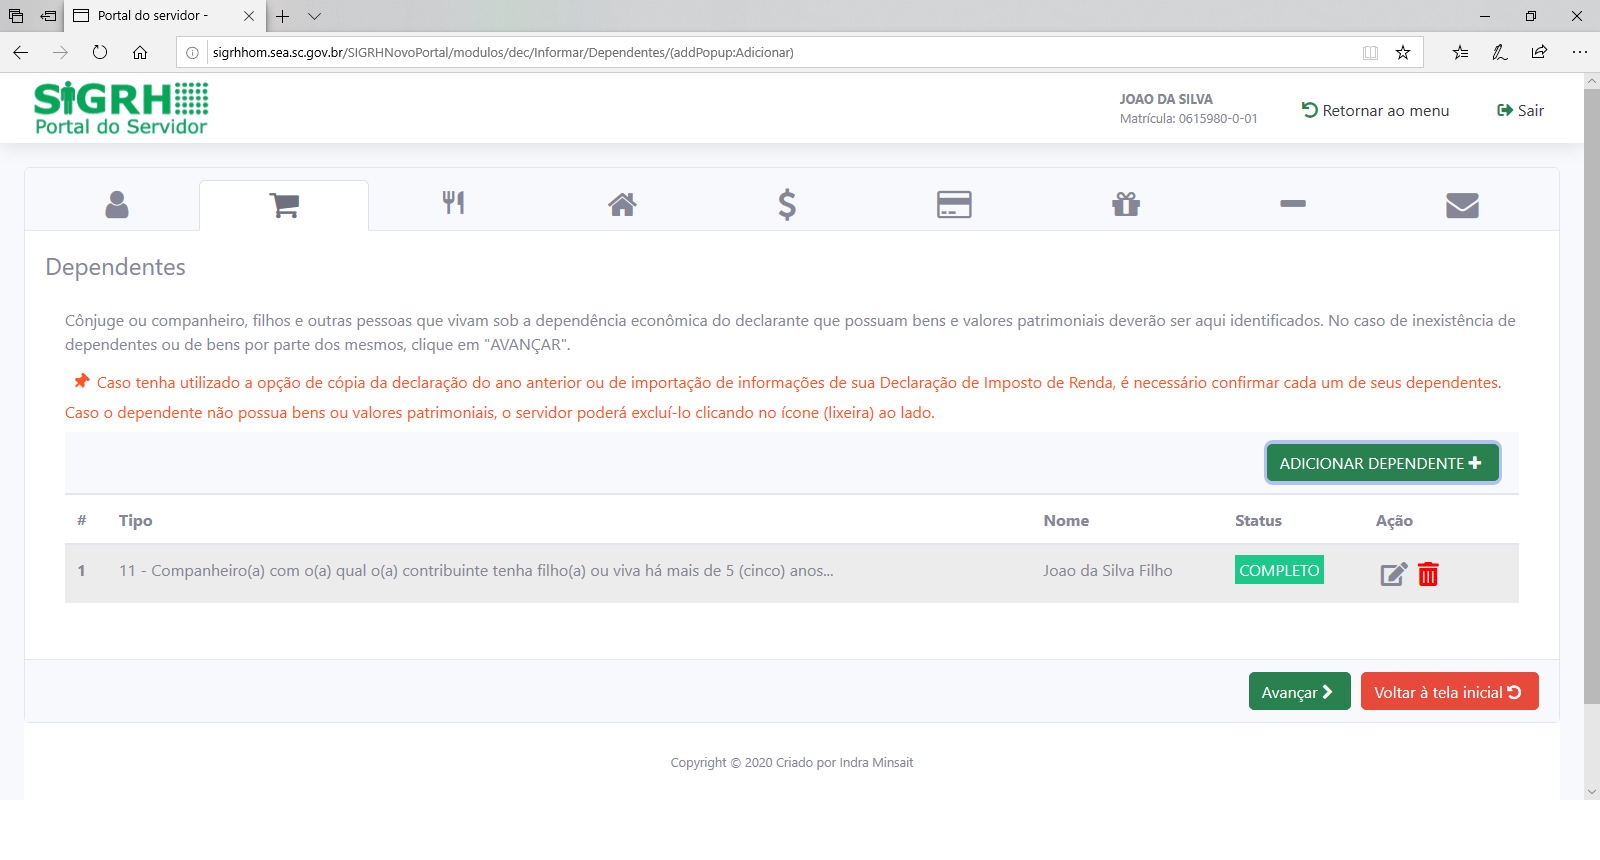 Portal do servidor -
sigrhhom.sea.sc.gov.br/SIGRHNovoPortal/modulos/dec/Informar/Dependentes/(addPopup:Adicionar)
SiGRH
Portal do Servidor
JOAO DA SILVA
Matrícula: 0615980-0-01
Retornar ao menu
Sair
Dependentes
Cônjuge ou companheiro, filhos e outras pessoas que vivam sob a dependência econômica do declarante que possuam bens e valores patrimoniais deverão ser aqui identificados. No caso de inexistência de
dependentes ou de bens por parte dos mesmos, clique em "AVANÇAR".
Caso tenha utilizado a opção de cópia da declaração do ano anterior ou de importação de informações de sua Declaração de Imposto de Renda, é necessário confirmar cada um de seus dependentes.
Caso o dependente não possua bens ou valores patrimoniais, o servidor poderá excluí-lo clicando no ícone (lixeira) ao lado.
ADICIONAR DEPENDENTE
# Tipo Nome Status Ação
1 11 - Companheiro(a) com o(a) qual o(a) contribuinte tenha filho(a) ou viva há mais de 5 (cinco) anos... Joao da Silva Filho COMPLETO
Avançar Voltar à tela inicial
Copyright © 2020 Criado por Indra Minsait